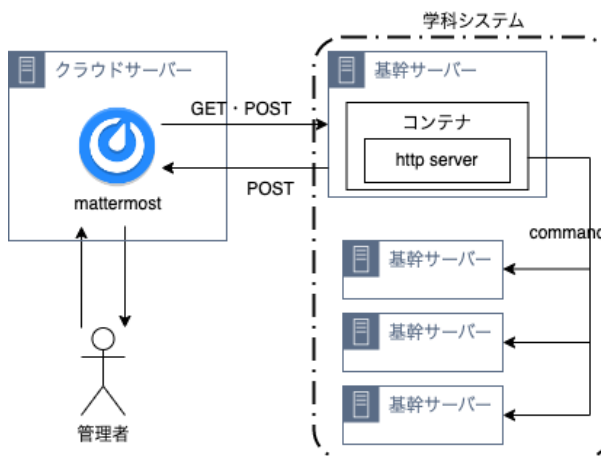 学科システム
クラウドサーバー
基幹サーバー
GET・POST
コンテナ
http server
mattermost
POST
command
基幹サーバー
基幹サーバー
基幹サーバー
管理者